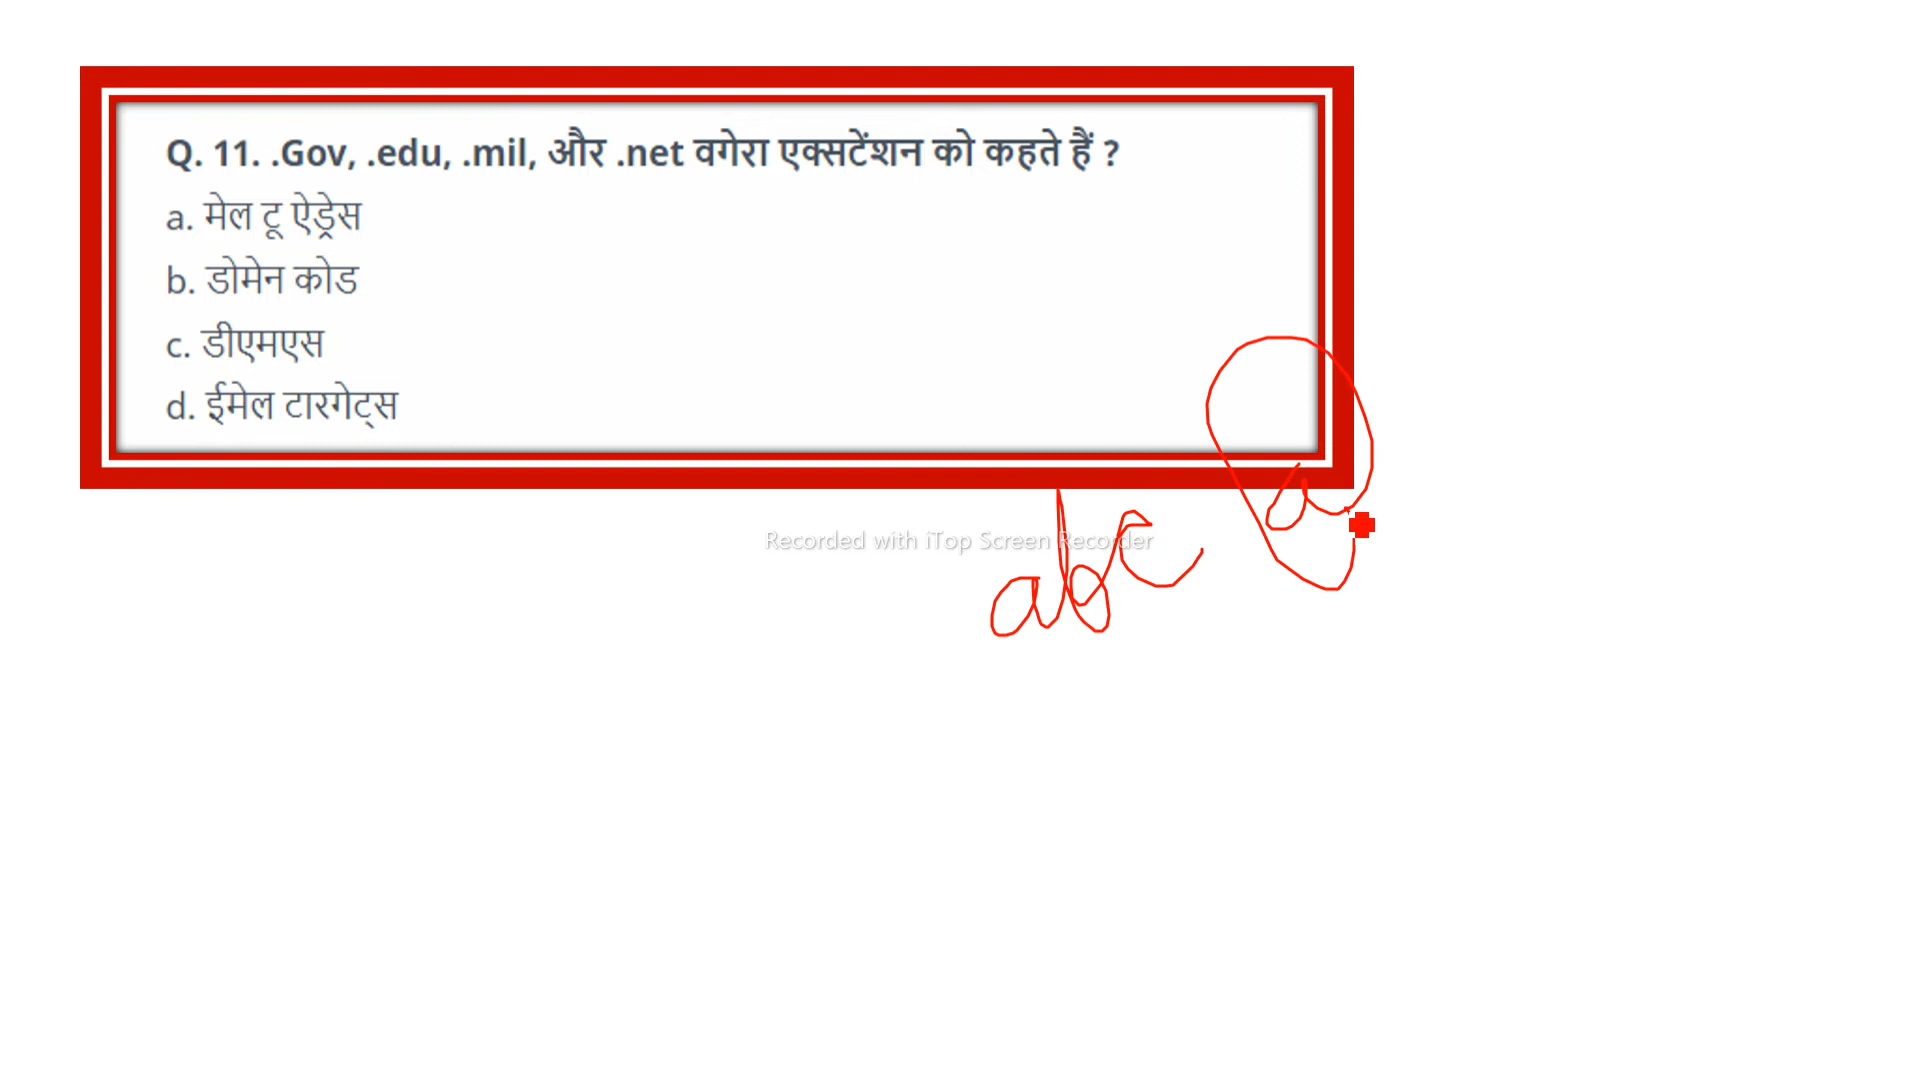 Q. 11. .Gov, .edu, .mil, और .net वगेरा एक्सटेंशन को कहते हैं ?
a. मेल टू ऐड्रेस
b. डोमेन कोड
c. डीएमएस
d. ईमेल टारगेट्स
Recorded with iTop Screen Recorder
abc